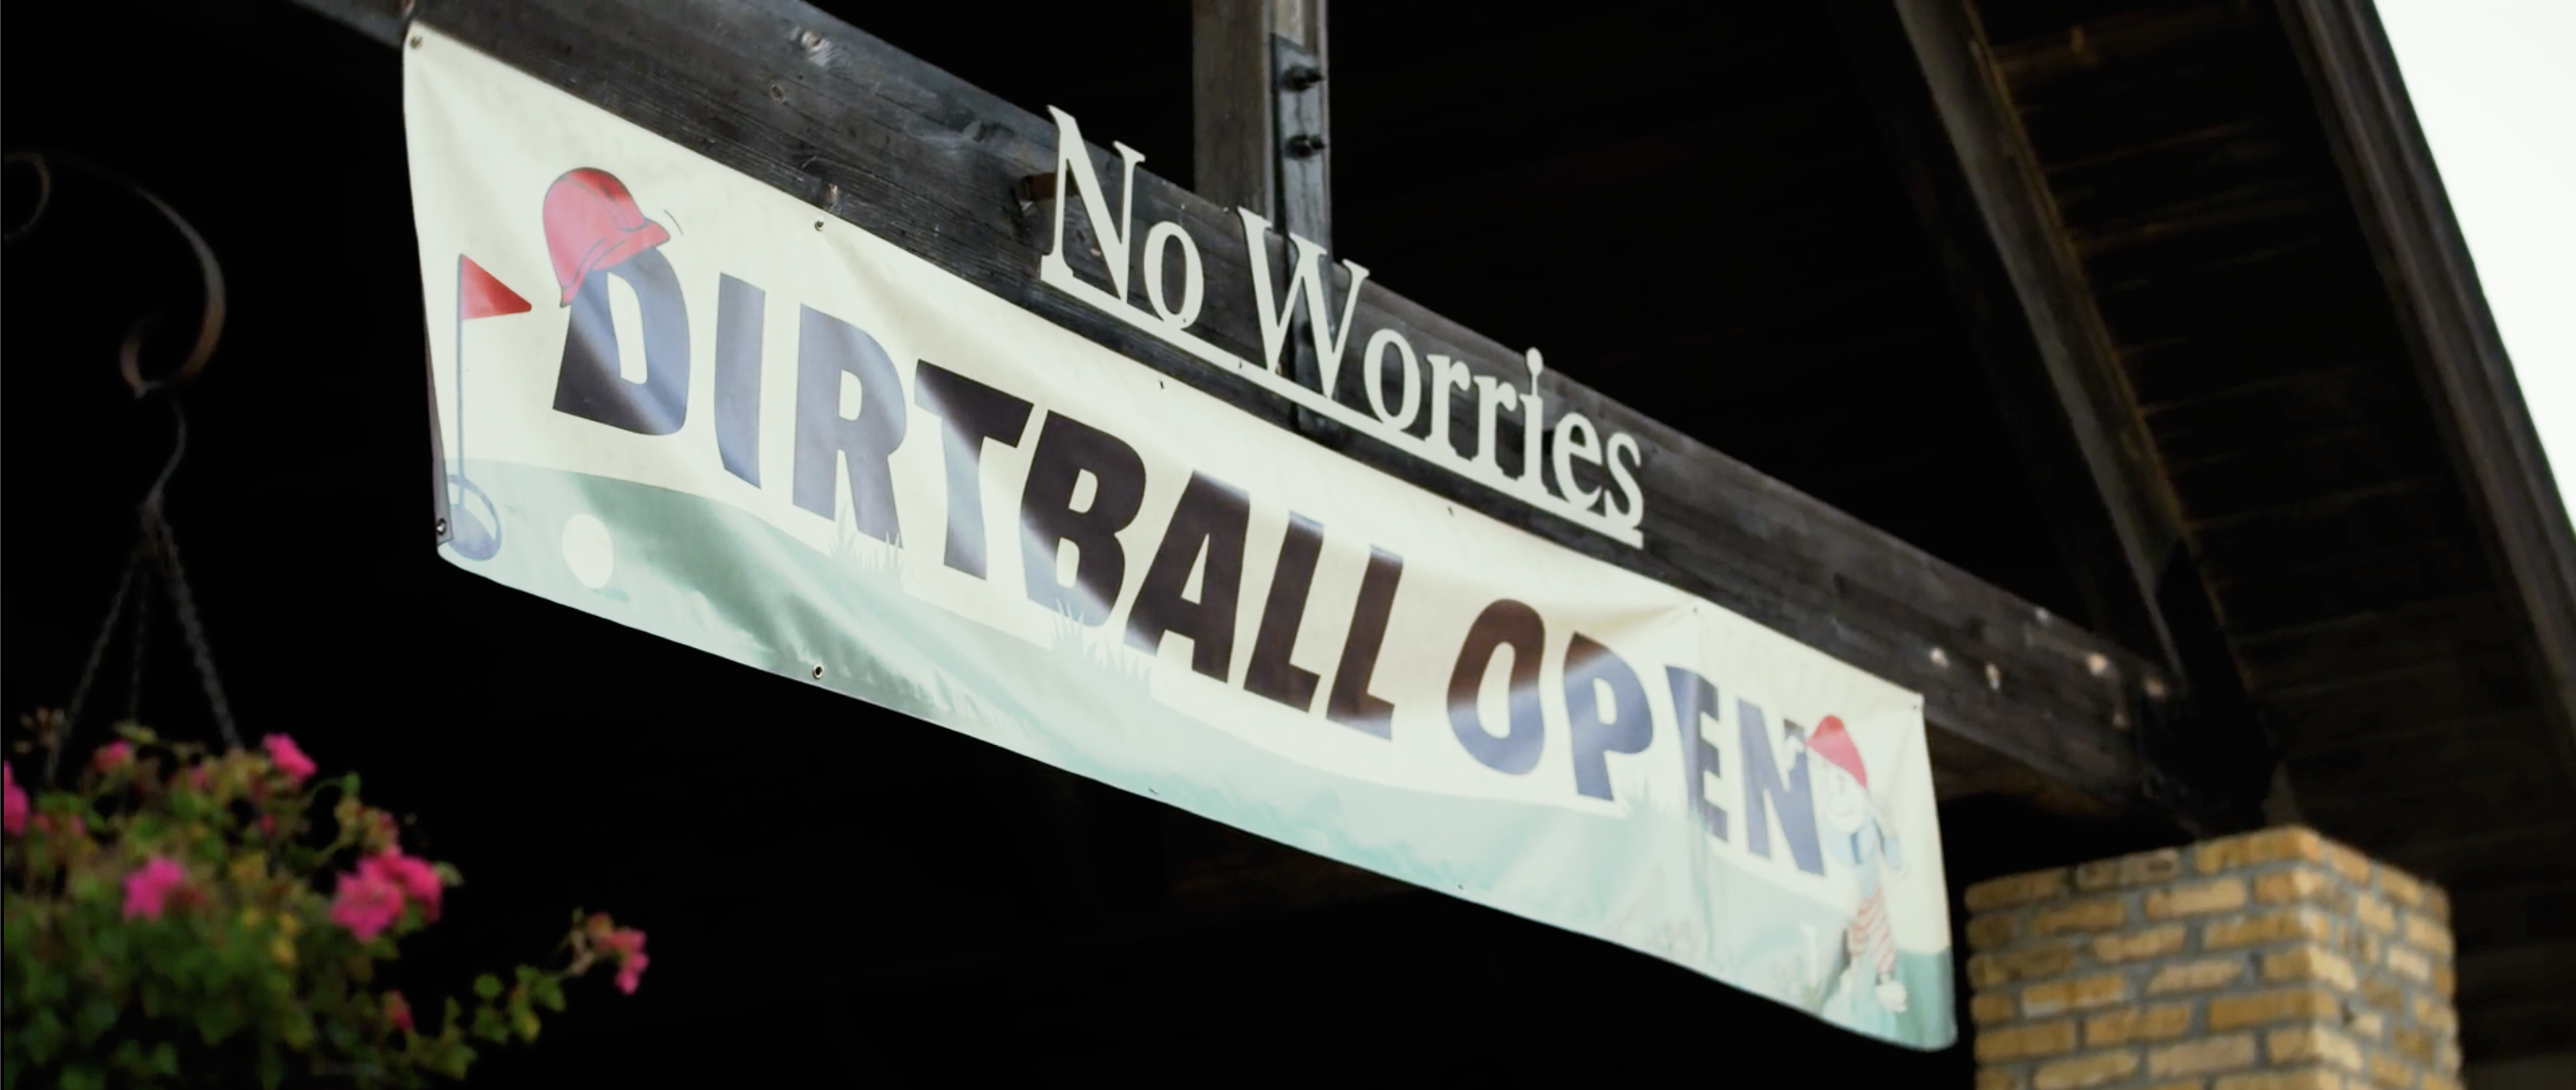 No Worries
DIRTBALL OPEN